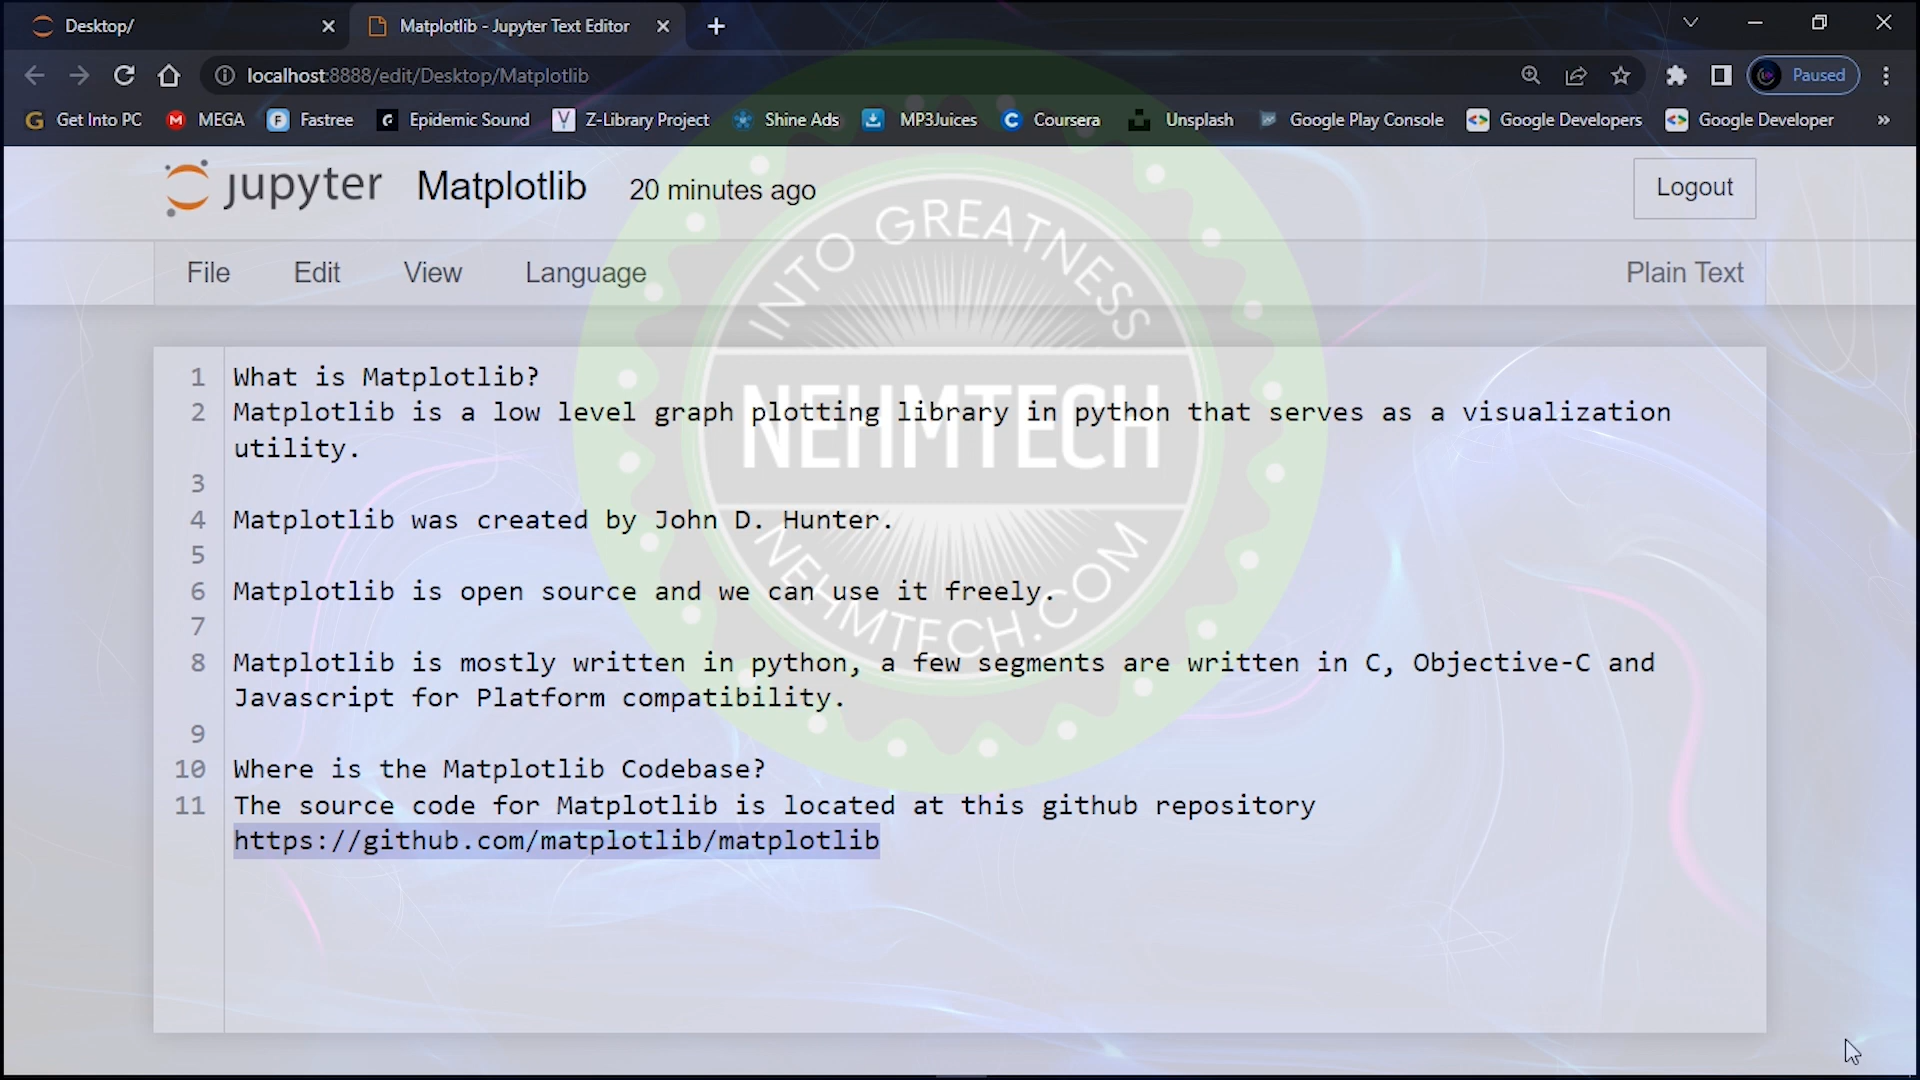 Desktop/
Matplotlib - Jupyter Text Editor
localhost:8888/edit/Desktop/Matplotlib
Paused
Get Into PC
MEGA
Fastree
Epidemic Sound
Z-Library Project
Shine Ads
MP3Juices
Coursera
Unsplash
Google Play Console
Google Developers
Google Developer
»
jupyter Matplotlib 20 minutes ago
Logout
File Edit View Language
Plain Text
INTO GREATNESS
NEHMTECH
NEHMTECH.COM
1 What is Matplotlib?
2 Matplotlib is a low level graph plotting library in python that serves as a visualization
utility.
3
4 Matplotlib was created by John D. Hunter.
5
6 Matplotlib is open source and we can use it freely.
7
8 Matplotlib is mostly written in python, a few segments are written in C, Objective-C and
Javascript for Platform compatibility.
9
10 Where is the Matplotlib Codebase?
11 The source code for Matplotlib is located at this github repository
https://github.com/matplotlib/matplotlib